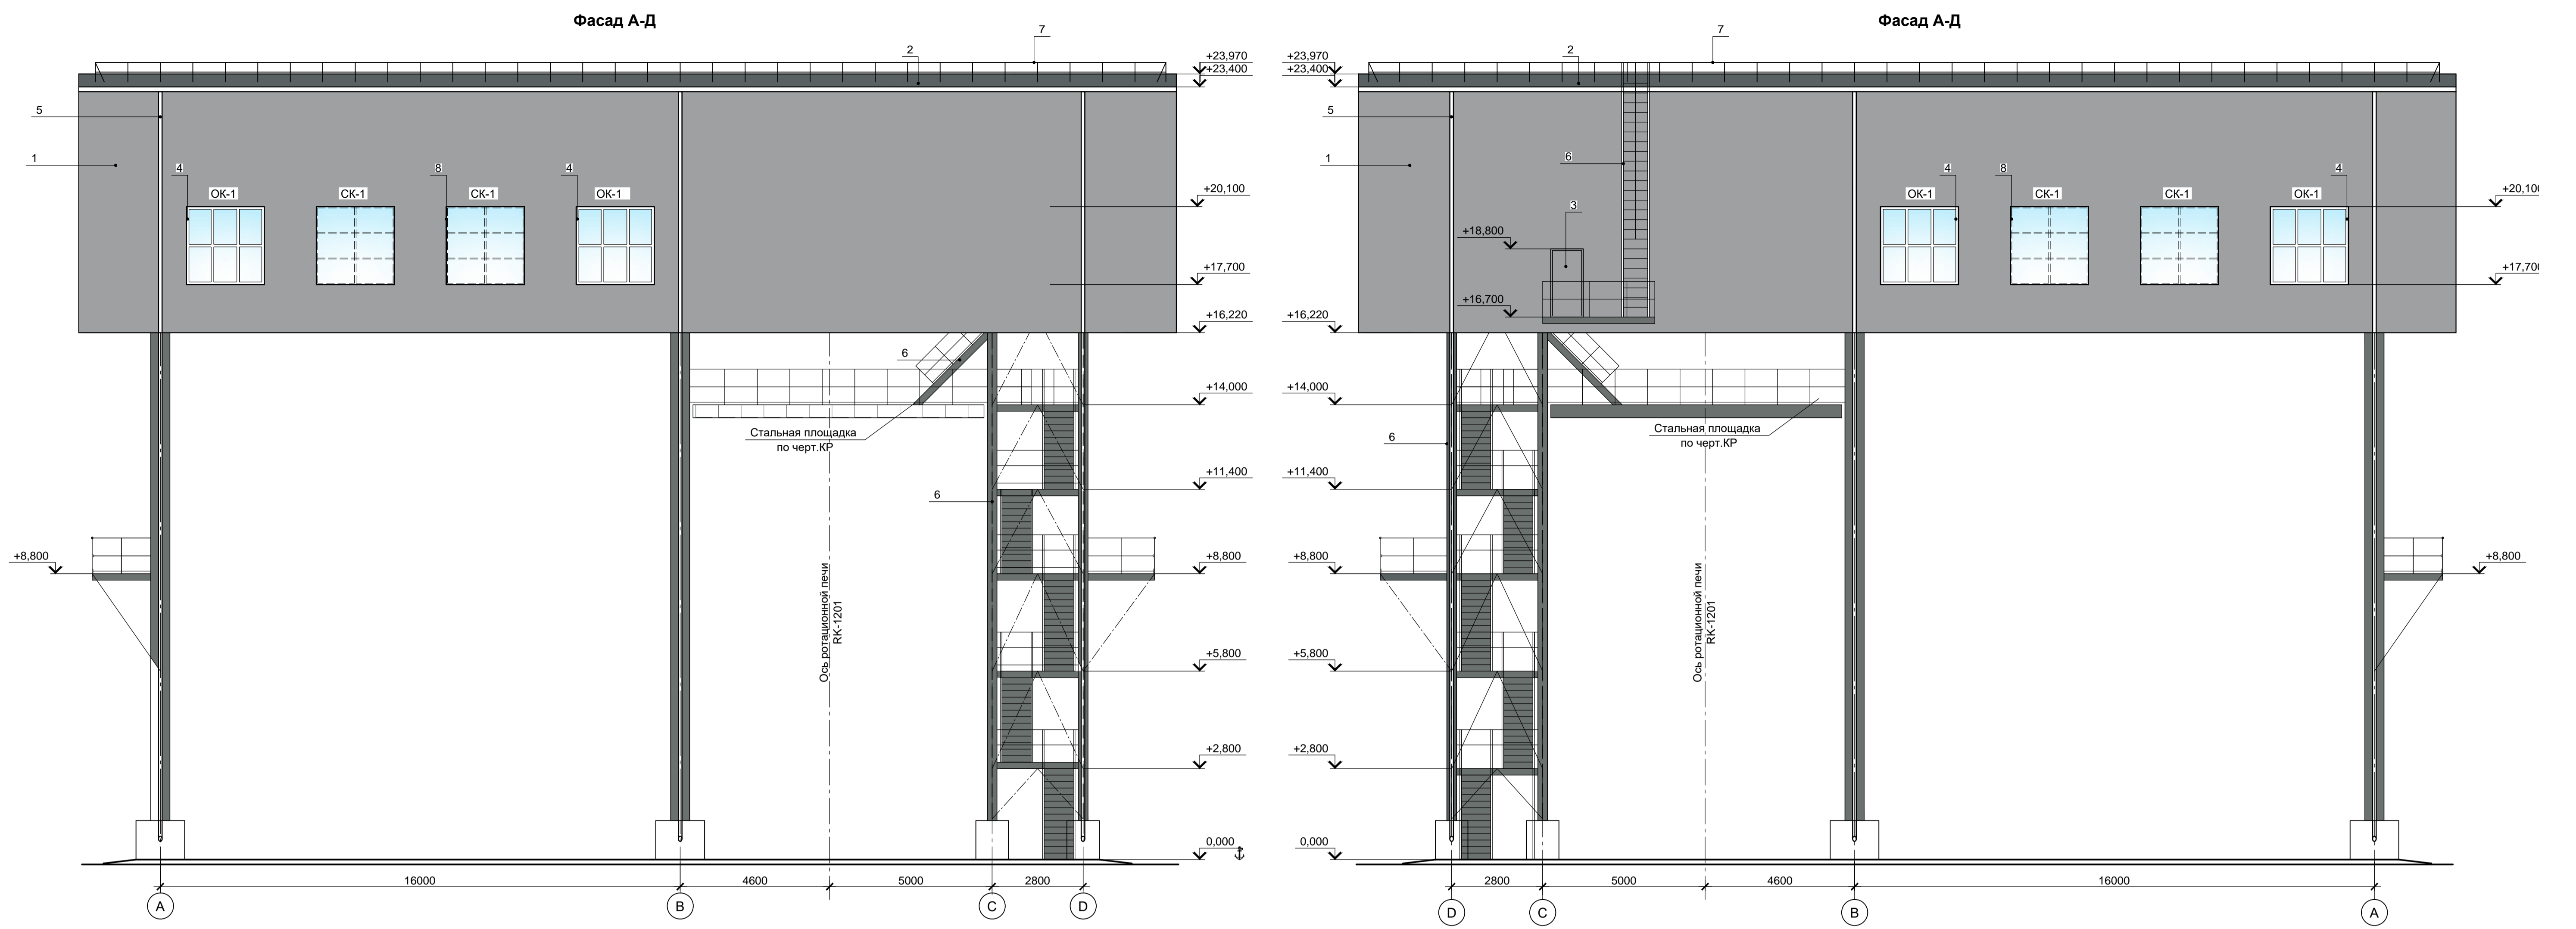 Фасад А-Д
7
2
+23,970
+23,400
5
1
4
ОК-1
СК-1
8
СК-1
4
ОК-1
+20,100
+17,700
+16,220
6
+14,000
Стальная площадка
по черт.КР
+11,400
6
+8,800
+8,800
Ось ротационной печи
RK-1201
+5,800
+2,800
0,000
16000
4600
5000
2800
A
B
C
D
Фасад А-Д
7
2
+23,970
+23,400
5
1
6
4
8
4
ОК-1
СК-1
СК-1
ОК-1
+20,100
3
+18,800
+17,700
+16,700
+16,220
+14,000
Стальная площадка
по черт.КР
6
+11,400
+8,800
+8,800
Ось ротационной печи
RK-1201
+5,800
+2,800
0,000
2800
5000
4600
16000
D
C
B
A